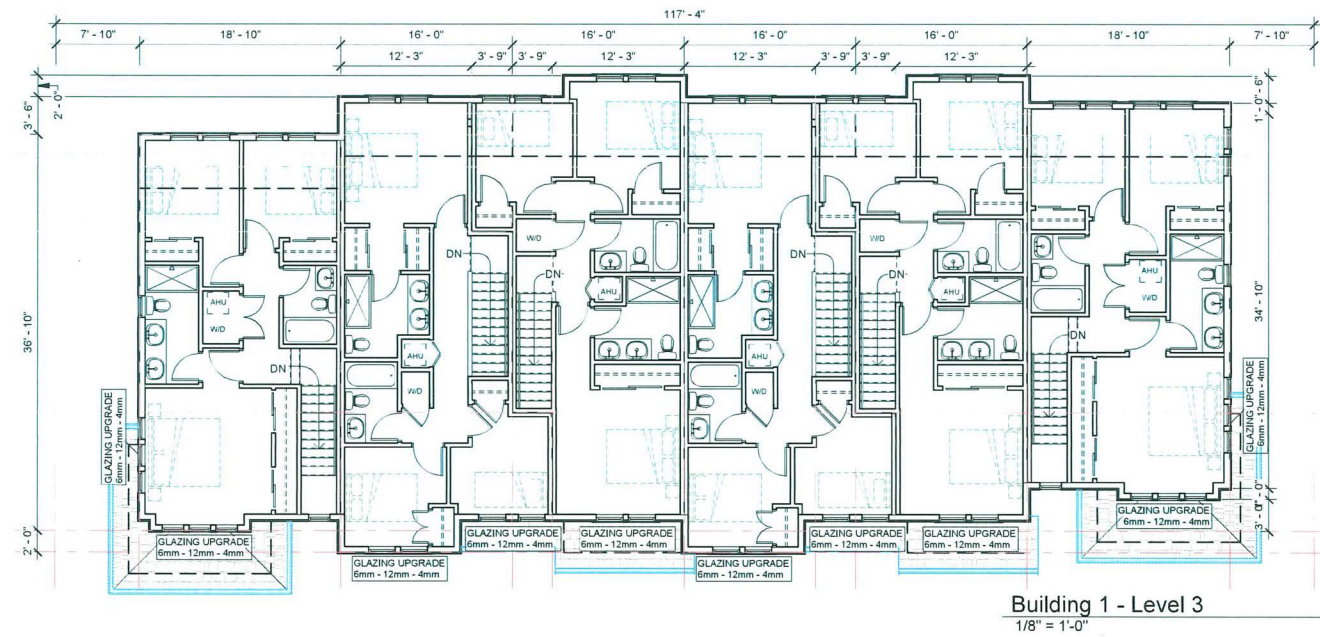 117' - 4"
7' - 10"
18' - 10"
16' - 0"
16' - 0"
16' - 0"
16' - 0"
18' - 10"
7' - 10"
12' - 3"
3' - 9"
3' - 9"
12' - 3"
12' - 3"
3' - 9"
3' - 9"
12' - 3"
3' - 6"
2' - 0"
1' - 0" - 6"
W/D
W/D
DN
DN
DN
DN
AHU
W/D
AHU
AHU
AHU
W/D
36' - 10"
34' - 10"
AHU
AHU
DN
DN
W/D
W/D
GLAZING UPGRADE
6mm - 12mm - 4mm
GLAZING UPGRADE
6mm - 12mm - 4mm
2' - 0"
GLAZING UPGRADE
6mm - 12mm - 4mm
GLAZING UPGRADE
6mm - 12mm - 4mm
GLAZING UPGRADE
6mm - 12mm - 4mm
GLAZING UPGRADE
6mm - 12mm - 4mm
GLAZING UPGRADE
6mm - 12mm - 4mm
GLAZING UPGRADE
6mm - 12mm - 4mm
GLAZING UPGRADE
6mm - 12mm - 4mm
GLAZING UPGRADE
6mm - 12mm - 4mm
Building 1 - Level 3
1/8" = 1'-0"